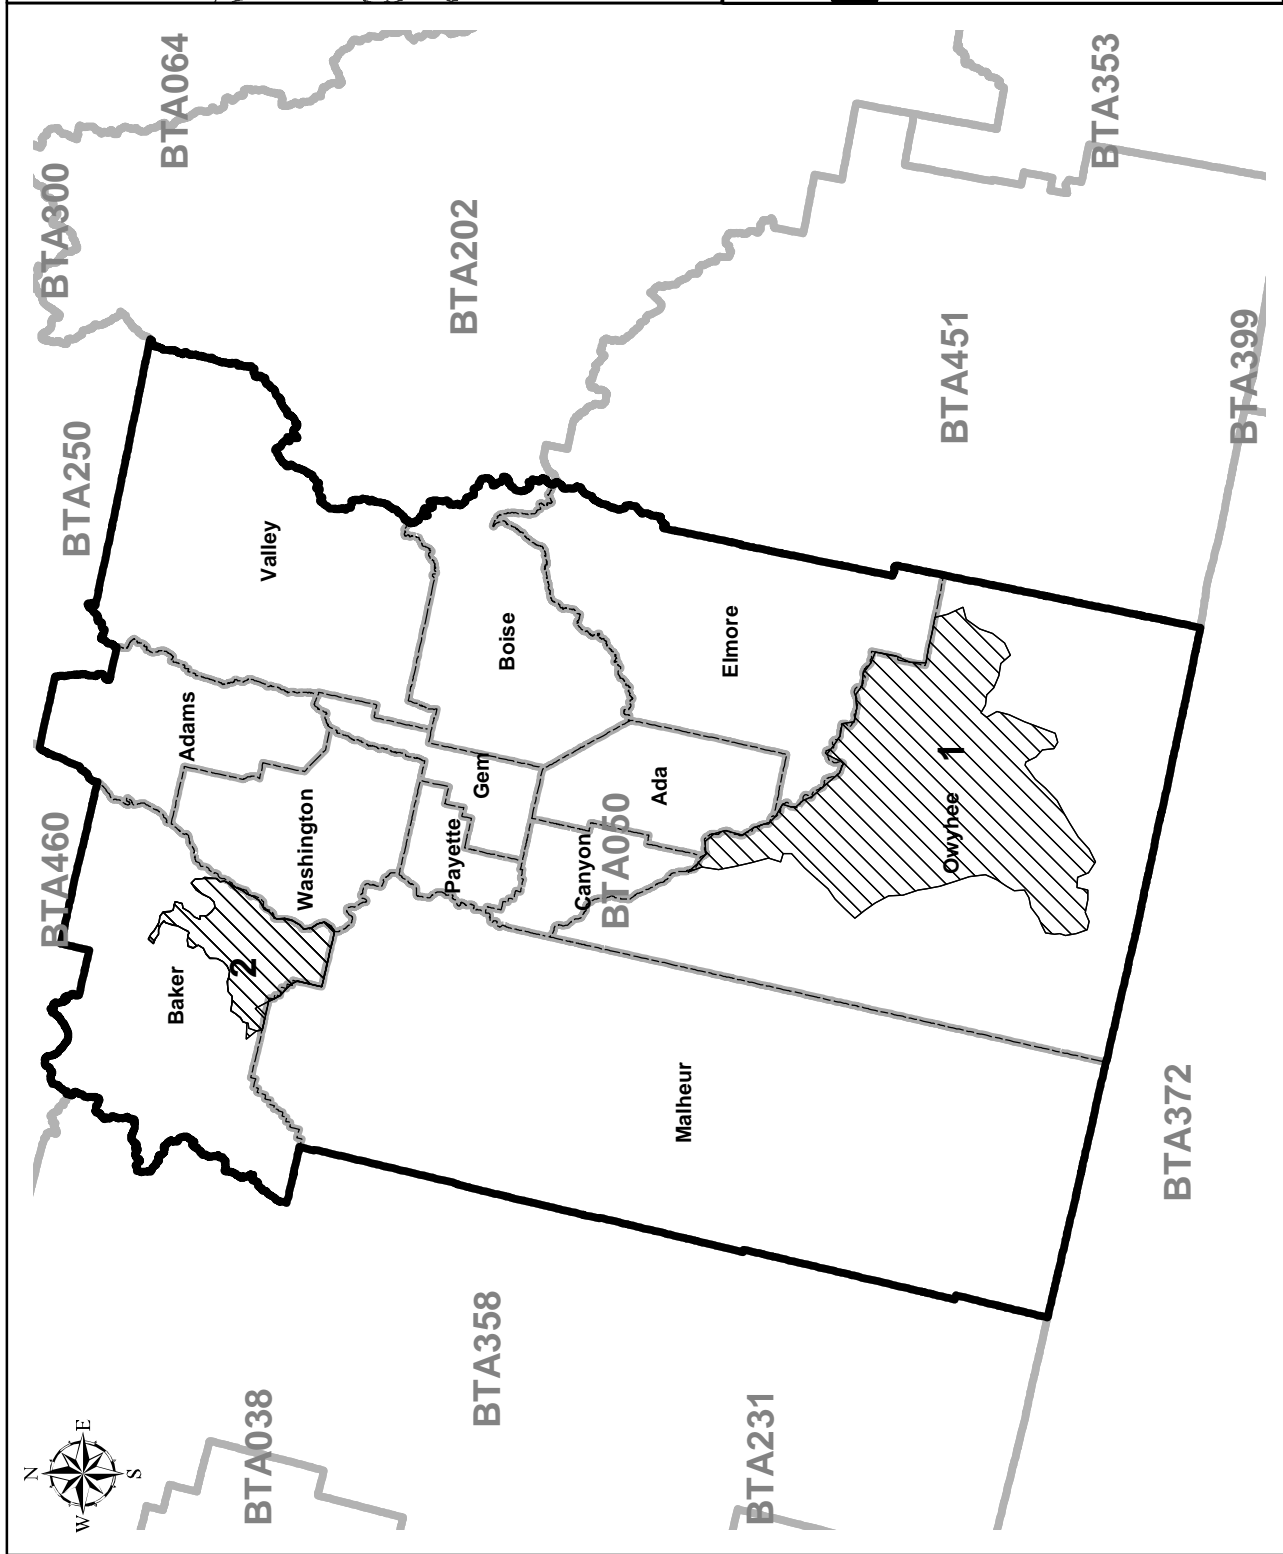 N
W
E
S
BTA038
BTA231
BTA358
BTA372
BTA460
BTA250
BTA300
BTA064
BTA202
BTA451
BTA353
BTA399
BTA050
Baker
2
Malheur
Adams
Washington
Valley
Payette
Gem
Boise
Canyon
Ada
Elmore
Owyhee
1